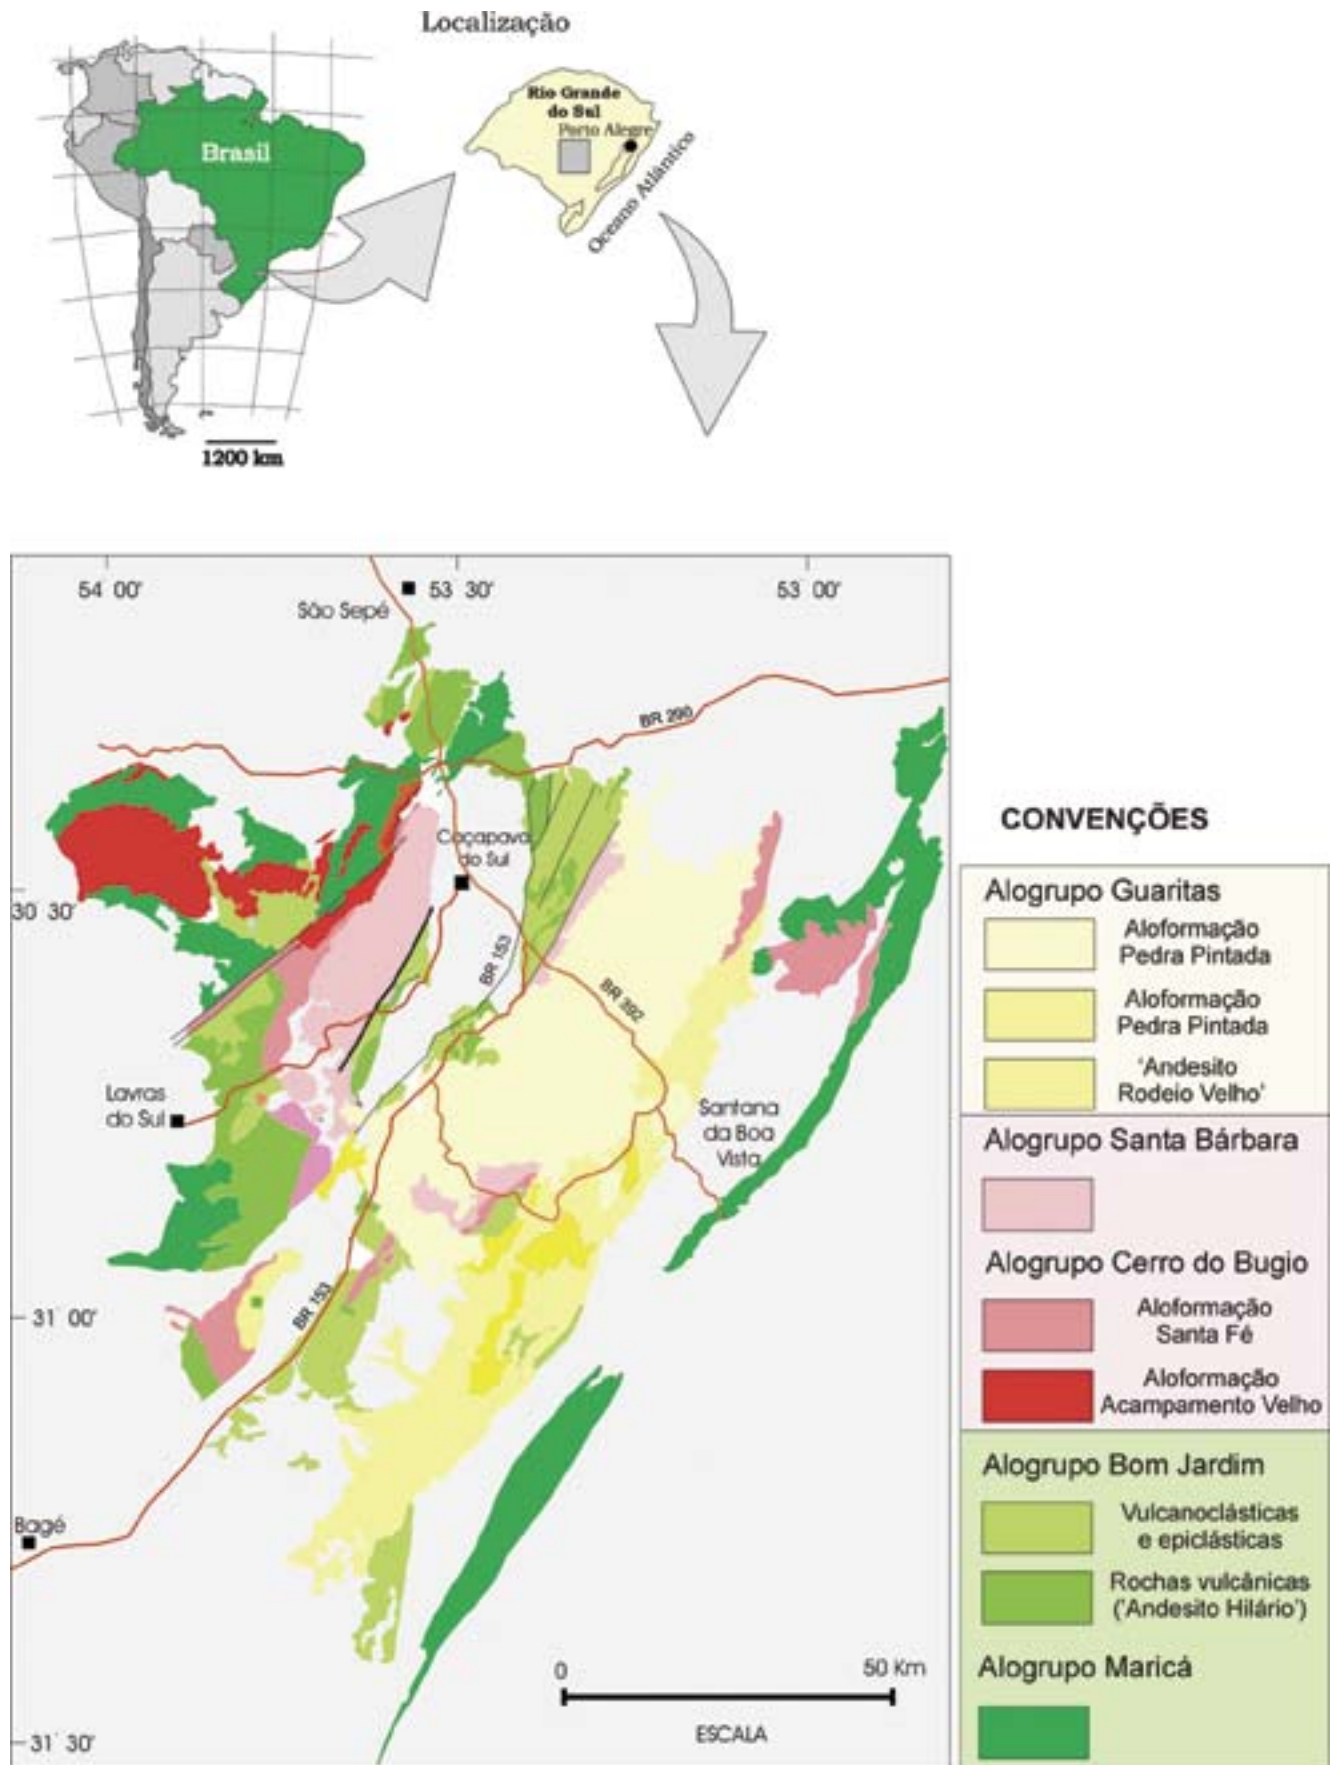 Localização
Brasil
1200 km
Rio Grande
do Sul
Porto Alegre
Oceano Atlântico
54 00'
53 30'
53 00'
São Sepé
BR 290
Caçapava
do Sul
30 30'
BR 153
BR 392
Lavras
do Sul
Santana
da Boa
Vista
31° 00'
BR 153
Bagé
0
50 Km
ESCALA
31° 30'
CONVENÇÕES
Alogrupo Guaritas
Aloformação
Pedra Pintada
Aloformação
Pedra Pintada
'Andesito
Rodeio Velho'
Alogrupo Santa Bárbara
Alogrupo Cerro do Bugio
Aloformação
Santa Fé
Aloformação
Acampamento Velho
Alogrupo Bom Jardim
Vulcanoclásticas
e epiclásticas
Rochas vulcânicas
('Andesito Hilário')
Alogrupo Maricá